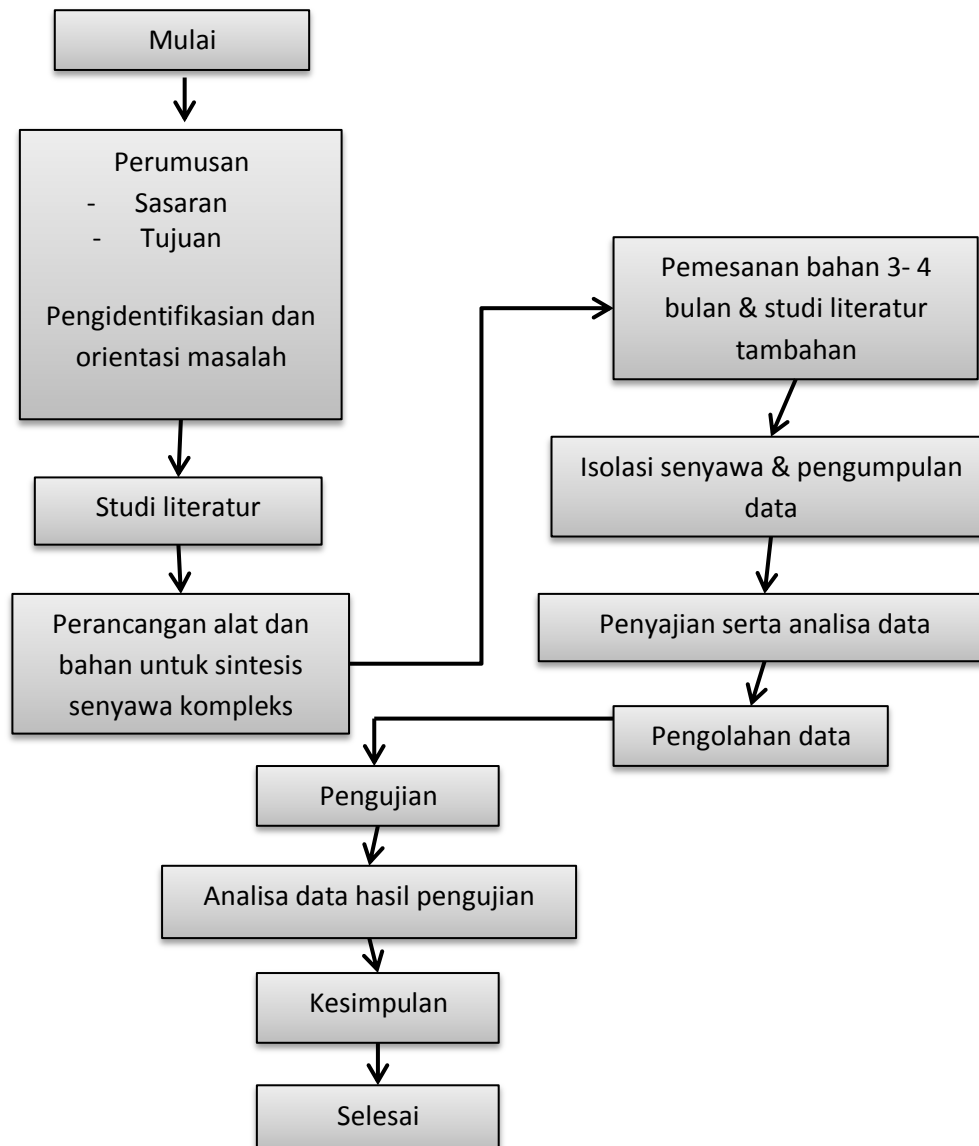 Mulai
Perumusan
- Sasaran
- Tujuan
Pengidentifikasian dan
orientasi masalah
Studi literatur
Perancangan alat dan
bahan untuk sintesis
senyawa kompleks
Pemesanan bahan 3- 4
bulan & studi literatur
tambahan
Isolasi senyawa & pengumpulan
data
Penyajian serta analisa data
Pengolahan data
Pengujian
Analisa data hasil pengujian
Kesimpulan
Selesai